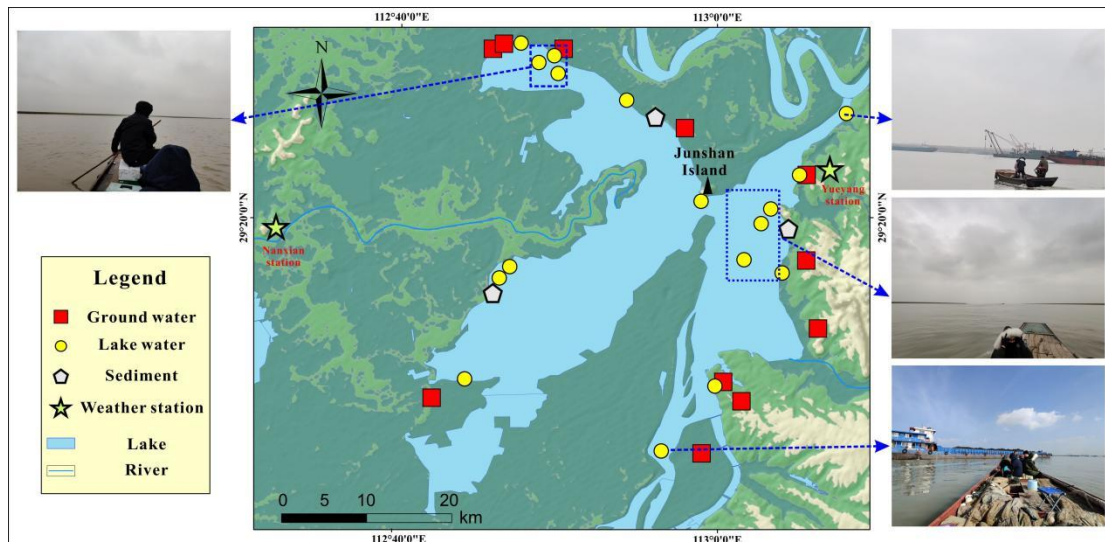 112°40'0"E
113°0'0"E
N
Junshan
Island
Yueyang
station
29°20'0"N
29°20'0"N
Nanxian
station
Legend
Ground water
Lake water
Sediment
Weather station
Lake
River
0 5 10 20
km
112°40'0"E
113°0'0"E